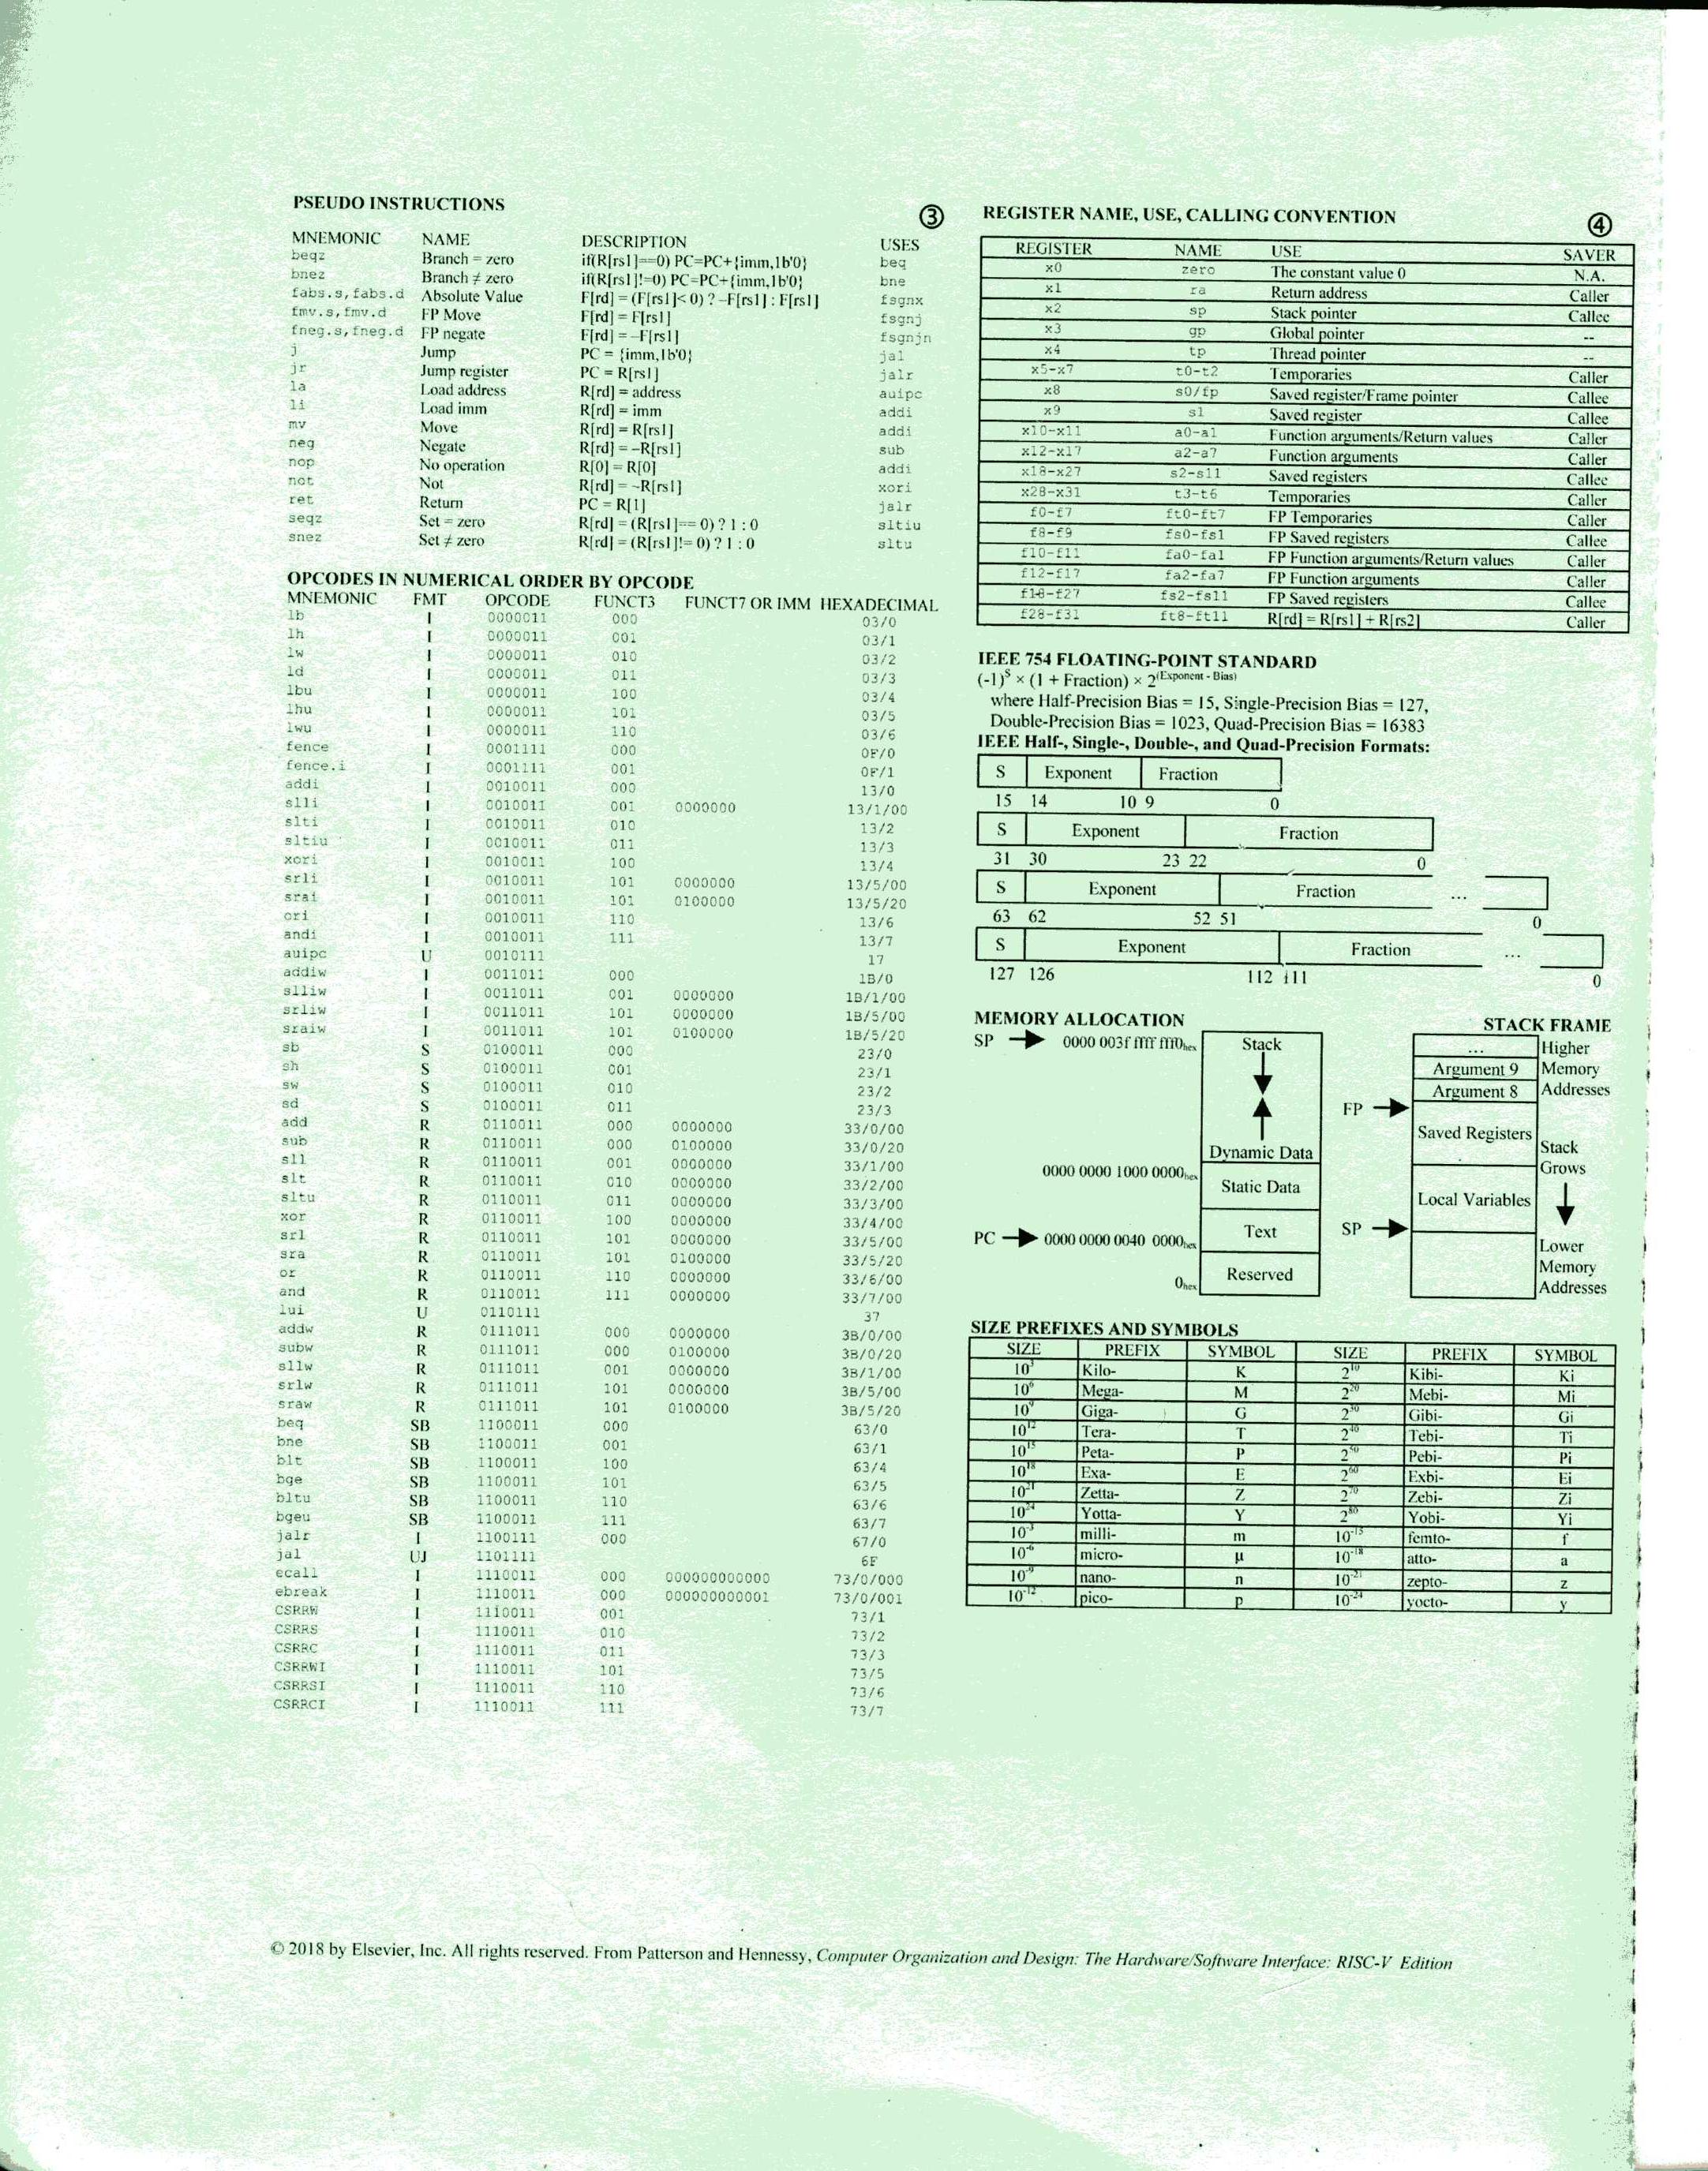 PSEUDO INSTRUCTIONS ③
MNEMONIC NAME DESCRIPTION USES
beqz Branch = zero if(R[rs1]==0) PC=PC+{imm,1b'0} beq
bnez Branch ≠ zero if(R[rs1]!=0) PC=PC+{imm,1b'0} bne
fabs.s,fabs.d Absolute Value F[rd] = (F[rs1]< 0) ? –F[rs1] : F[rs1] fsgnx
fmv.s,fmv.d FP Move F[rd] = F[rs1] fsgnj
fneg.s,fneg.d FP negate F[rd] = –F[rs1] fsgnjn
j Jump PC = {imm,1b'0} jal
jr Jump register PC = R[rs1] jalr
la Load address R[rd] = address auipc
li Load imm R[rd] = imm addi
mv Move R[rd] = R[rs1] addi
neg Negate R[rd] = –R[rs1] sub
nop No operation R[0] = R[0] addi
not Not R[rd] = ~R[rs1] xori
ret Return PC = R[1] jalr
seqz Set = zero R[rd] = (R[rs1]== 0) ? 1 : 0 sltiu
snez Set ≠ zero R[rd] = (R[rs1]!= 0) ? 1 : 0 sltu
OPCODES IN NUMERICAL ORDER BY OPCODE
MNEMONIC FMT OPCODE FUNCT3 FUNCT7 OR IMM HEXADECIMAL
lb I 0000011 000 03/0
lh I 0000011 001 03/1
lw I 0000011 010 03/2
ld I 0000011 011 03/3
lbu I 0000011 100 03/4
lhu I 0000011 101 03/5
lwu I 0000011 110 03/6
fence I 0001111 000 0F/0
fence.i I 0001111 001 0F/1
addi I 0010011 000 13/0
slli I 0010011 001 0000000 13/1/00
slti I 0010011 010 13/2
sltiu I 0010011 011 13/3
xori I 0010011 100 13/4
srli I 0010011 101 0000000 13/5/00
srai I 0010011 101 0100000 13/5/20
ori I 0010011 110 13/6
andi I 0010011 111 13/7
auipc U 0010111 17
addiw I 0011011 000 1B/0
slliw I 0011011 001 0000000 1B/1/00
srliw I 0011011 101 0000000 1B/5/00
sraiw I 0011011 101 0100000 1B/5/20
sb S 0100011 000 23/0
sh S 0100011 001 23/1
sw S 0100011 010 23/2
sd S 0100011 011 23/3
add R 0110011 000 0000000 33/0/00
sub R 0110011 000 0100000 33/0/20
sll R 0110011 001 0000000 33/1/00
slt R 0110011 010 0000000 33/2/00
sltu R 0110011 011 0000000 33/3/00
xor R 0110011 100 0000000 33/4/00
srl R 0110011 101 0000000 33/5/00
sra R 0110011 101 0100000 33/5/20
or R 0110011 110 0000000 33/6/00
and R 0110011 111 0000000 33/7/00
lui U 0110111 37
addw R 0111011 000 0000000 3B/0/00
subw R 0111011 000 0100000 3B/0/20
sllw R 0111011 001 0000000 3B/1/00
srlw R 0111011 101 0000000 3B/5/00
sraw R 0111011 101 0100000 3B/5/20
beq SB 1100011 000 63/0
bne SB 1100011 001 63/1
blt SB 1100011 100 63/4
bge SB 1100011 101 63/5
bltu SB 1100011 110 63/6
bgeu SB 1100011 111 63/7
jalr I 1100111 000 67/0
jal UJ 1101111 6F
ecall I 1110011 000 000000000000 73/0/000
ebreak I 1110011 000 000000000001 73/0/001
CSRRW I 1110011 001 73/1
CSRRS I 1110011 010 73/2
CSRRC I 1110011 011 73/3
CSRRWI I 1110011 101 73/5
CSRRSI I 1110011 110 73/6
CSRRCI I 1110011 111 73/7
REGISTER NAME, USE, CALLING CONVENTION ④
REGISTER NAME USE SAVER
x0 zero The constant value 0 N.A.
x1 ra Return address Caller
x2 sp Stack pointer Callee
x3 gp Global pointer --
x4 tp Thread pointer --
x5-x7 t0-t2 Temporaries Caller
x8 s0/fp Saved register/Frame pointer Callee
x9 s1 Saved register Callee
x10-x11 a0-a1 Function arguments/Return values Caller
x12-x17 a2-a7 Function arguments Caller
x18-x27 s2-s11 Saved registers Callee
x28-x31 t3-t6 Temporaries Caller
f0-f7 ft0-ft7 FP Temporaries Caller
f8-f9 fs0-fs1 FP Saved registers Callee
f10-f11 fa0-fa1 FP Function arguments/Return values Caller
f12-f17 fa2-fa7 FP Function arguments Caller
f18-f27 fs2-fs11 FP Saved registers Callee
f28-f31 ft8-ft11 R[rd] = R[rs1] + R[rs2] Caller
IEEE 754 FLOATING-POINT STANDARD
(-1)^S × (1 + Fraction) × 2^(Exponent - Bias)
where Half-Precision Bias = 15, Single-Precision Bias = 127,
Double-Precision Bias = 1023, Quad-Precision Bias = 16383
IEEE Half-, Single-, Double-, and Quad-Precision Formats:
S Exponent Fraction
15 14 10 9 0
S Exponent Fraction
31 30 23 22 0
S Exponent Fraction ...
63 62 52 51 0
S Exponent Fraction ...
127 126 112 111 0
MEMORY ALLOCATION
SP 0000 003f ffff fff0hex Stack
Dynamic Data
0000 0000 1000 0000hex
Static Data
PC 0000 0000 0040 0000hex Text
0hex Reserved
STACK FRAME
... Higher
Argument 9 Memory
Argument 8 Addresses
FP
Saved Registers
Stack
Grows
Local Variables
SP
Lower
Memory
Addresses
SIZE PREFIXES AND SYMBOLS
SIZE PREFIX SYMBOL SIZE PREFIX SYMBOL
10^3 Kilo- K 2^10 Kibi- Ki
10^6 Mega- M 2^20 Mebi- Mi
10^9 Giga- G 2^30 Gibi- Gi
10^12 Tera- T 2^40 Tebi- Ti
10^15 Peta- P 2^50 Pebi- Pi
10^18 Exa- E 2^60 Exbi- Ei
10^21 Zetta- Z 2^70 Zebi- Zi
10^24 Yotta- Y 2^80 Yobi- Yi
10^-3 milli- m 10^-15 femto- f
10^-6 micro- μ 10^-18 atto- a
10^-9 nano- n 10^-21 zepto- z
10^-12 pico- p 10^-24 yocto- y
© 2018 by Elsevier, Inc. All rights reserved. From Patterson and Hennessy, Computer Organization and Design: The Hardware/Software Interface: RISC-V Edition